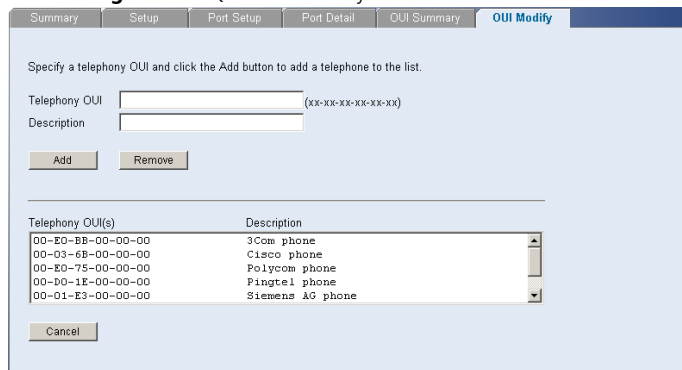 Summary Setup Port Setup Port Detail OUI Summary OUI Modify
Specify a telephony OUI and click the Add button to add a telephone to the list.
Telephony OUI (xx-xx-xx-xx-xx-xx)
Description
Add Remove
Telephony OUI(s) Description
00-E0-BB-00-00-00 3Com phone
00-03-6B-00-00-00 Cisco phone
00-E0-75-00-00-00 Polycom phone
00-D0-1E-00-00-00 Pingtel phone
00-01-E3-00-00-00 Siemens AG phone
Cancel